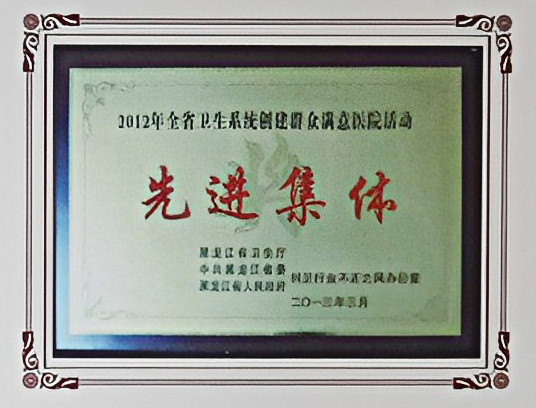 2012年全省卫生系统创建群众满意医院活动
先进集体
黑龙江省卫生厅
中共黑龙江省委
黑龙江省人民政府
纠正行业不正之风办公室
二〇一三年三月